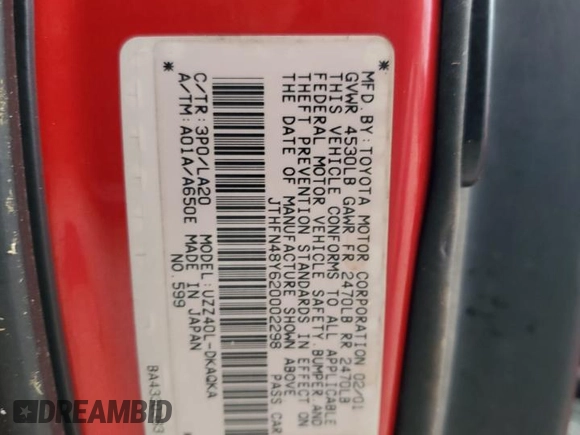 MFD. BY: TOYOTA MOTOR CORPORATION 02/01
GVWR 4530LB GAWR FR 2470LB RR 2470LB
THIS VEHICLE CONFORMS TO ALL APPLICABLE
FEDERAL MOTOR VEHICLE SAFETY, BUMPER AND
THEFT PREVENTION STANDARDS IN EFFECT ON
THE DATE OF MANUFACTURE SHOWN ABOVE.
JTHFN48Y620002298 PASS CAR
* *
C/TR: 3P0/LA20 MODEL: UZZ40L-DKAQKA
A/TM: A01A/A650E MADE IN JAPAN
NO. 599
DREAMBID